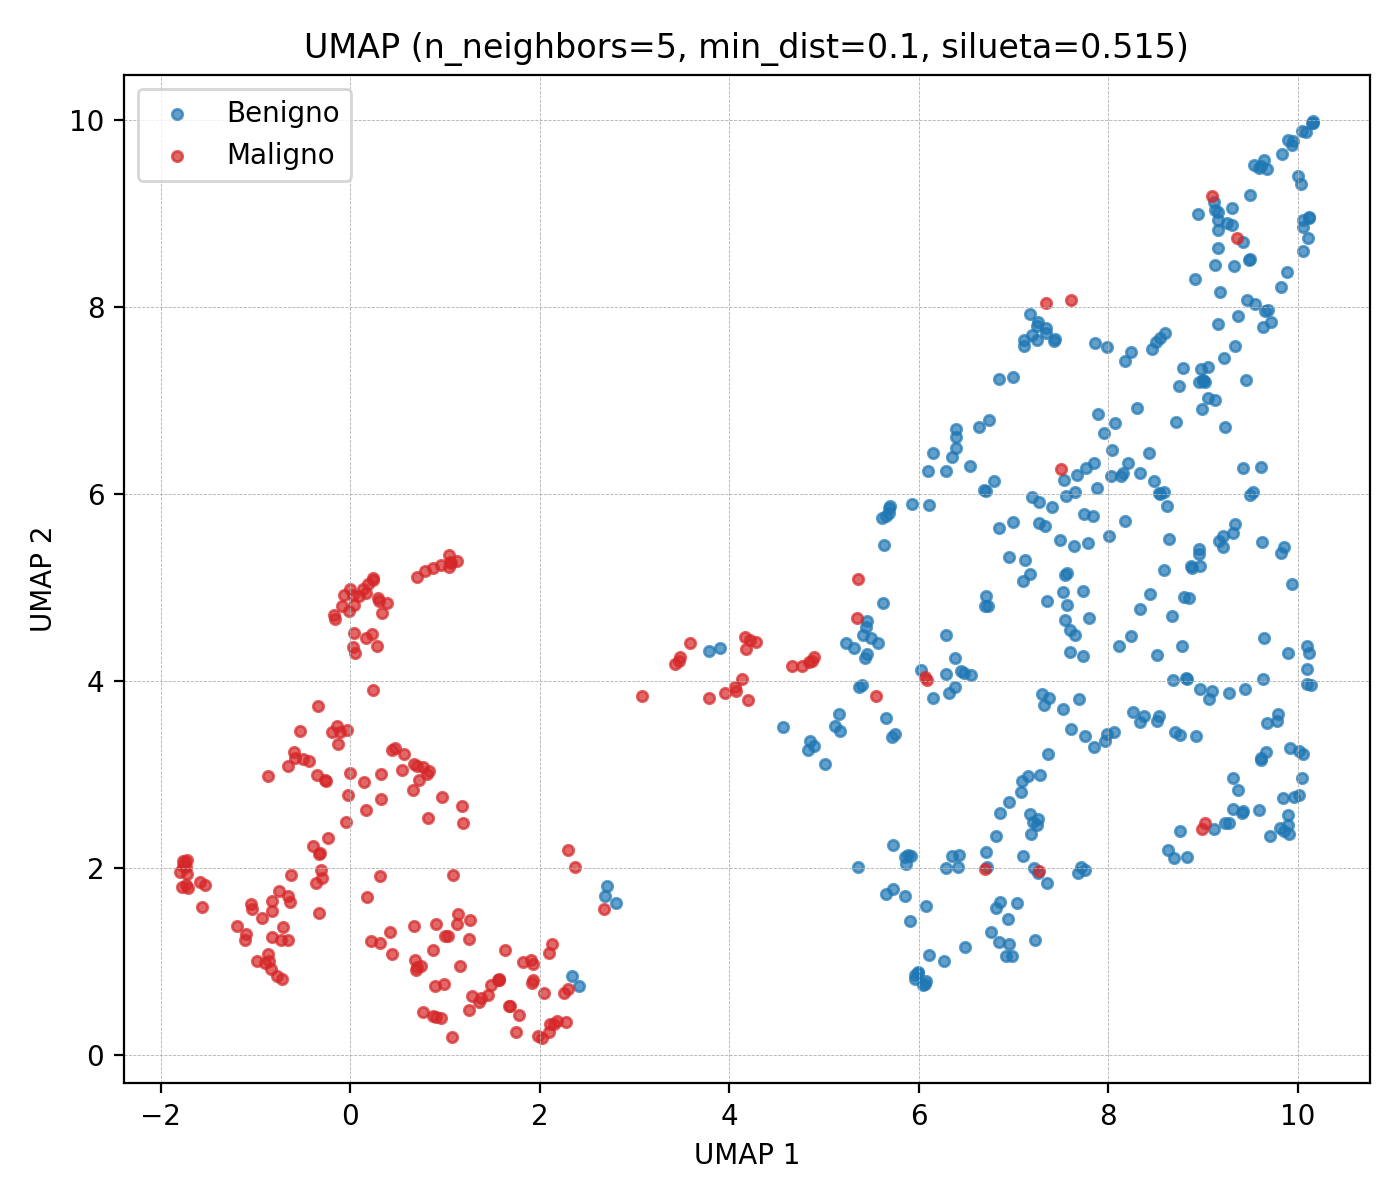 UMAP (n_neighbors=5, min_dist=0.1, silueta=0.515)
Benigno
Maligno
10
8
6
4
2
0
UMAP 2
−2 0 2 4 6 8 10
UMAP 1